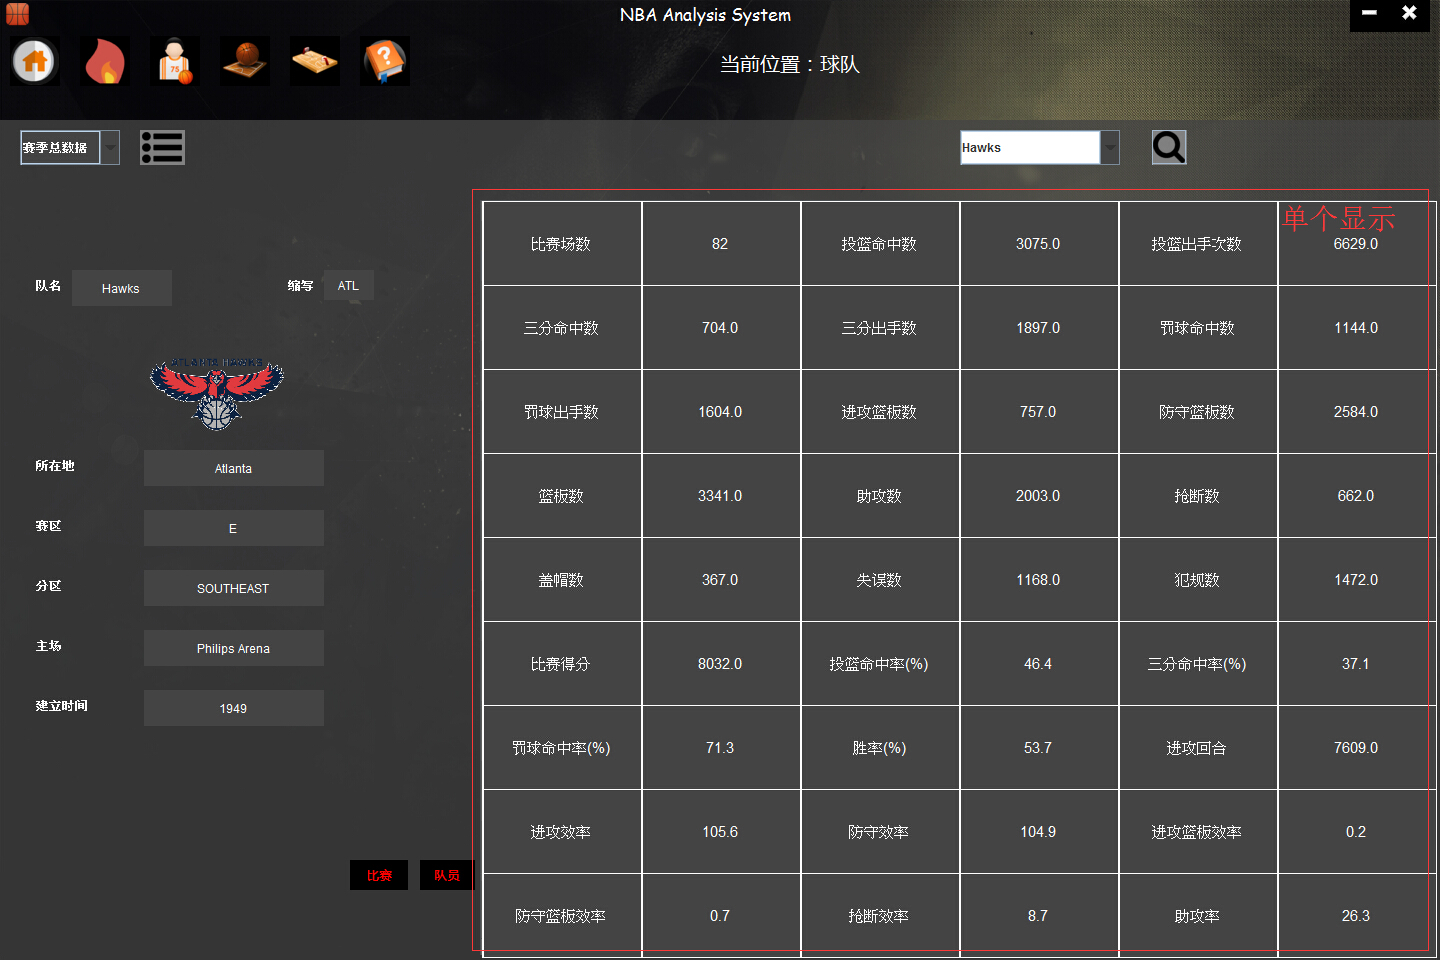 NBA Analysis System
当前位置：球队
赛季总数据
Hawks
单个显示
队名 Hawks 缩写 ATL
ATLANTA HAWKS
所在地 Atlanta
赛区 E
分区 SOUTHEAST
主场 Philips Arena
建立时间 1949
比赛 队员
比赛场数 82 投篮命中数 3075.0 投篮出手次数 6629.0
三分命中数 704.0 三分出手数 1897.0 罚球命中数 1144.0
罚球出手数 1604.0 进攻篮板数 757.0 防守篮板数 2584.0
篮板数 3341.0 助攻数 2003.0 抢断数 662.0
盖帽数 367.0 失误数 1168.0 犯规数 1472.0
比赛得分 8032.0 投篮命中率(%) 46.4 三分命中率(%) 37.1
罚球命中率(%) 71.3 胜率(%) 53.7 进攻回合 7609.0
进攻效率 105.6 防守效率 104.9 进攻篮板效率 0.2
防守篮板效率 0.7 抢断效率 8.7 助攻率 26.3